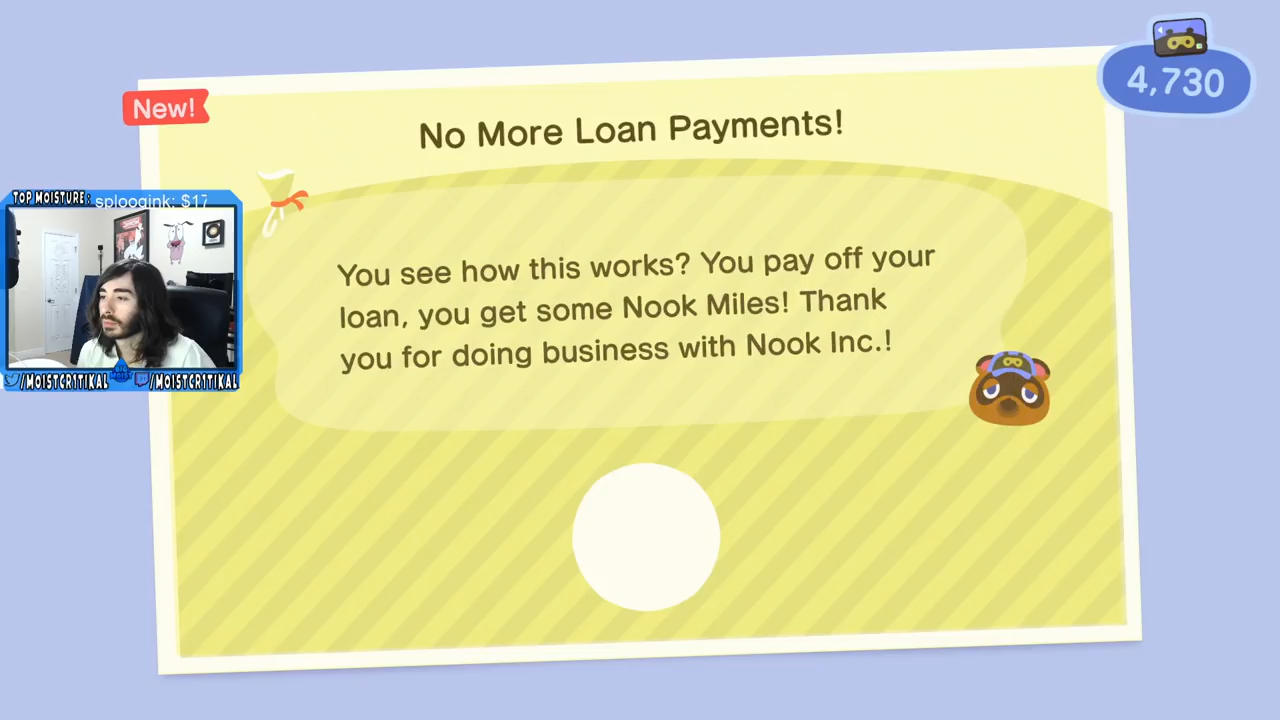 4,730
New!
No More Loan Payments!
TOP MOISTURE: sploogink: $17
You see how this works? You pay off your
loan, you get some Nook Miles! Thank
you for doing business with Nook Inc.!
/MOISTCR1TIKAL /MOISTCR1TIKAL